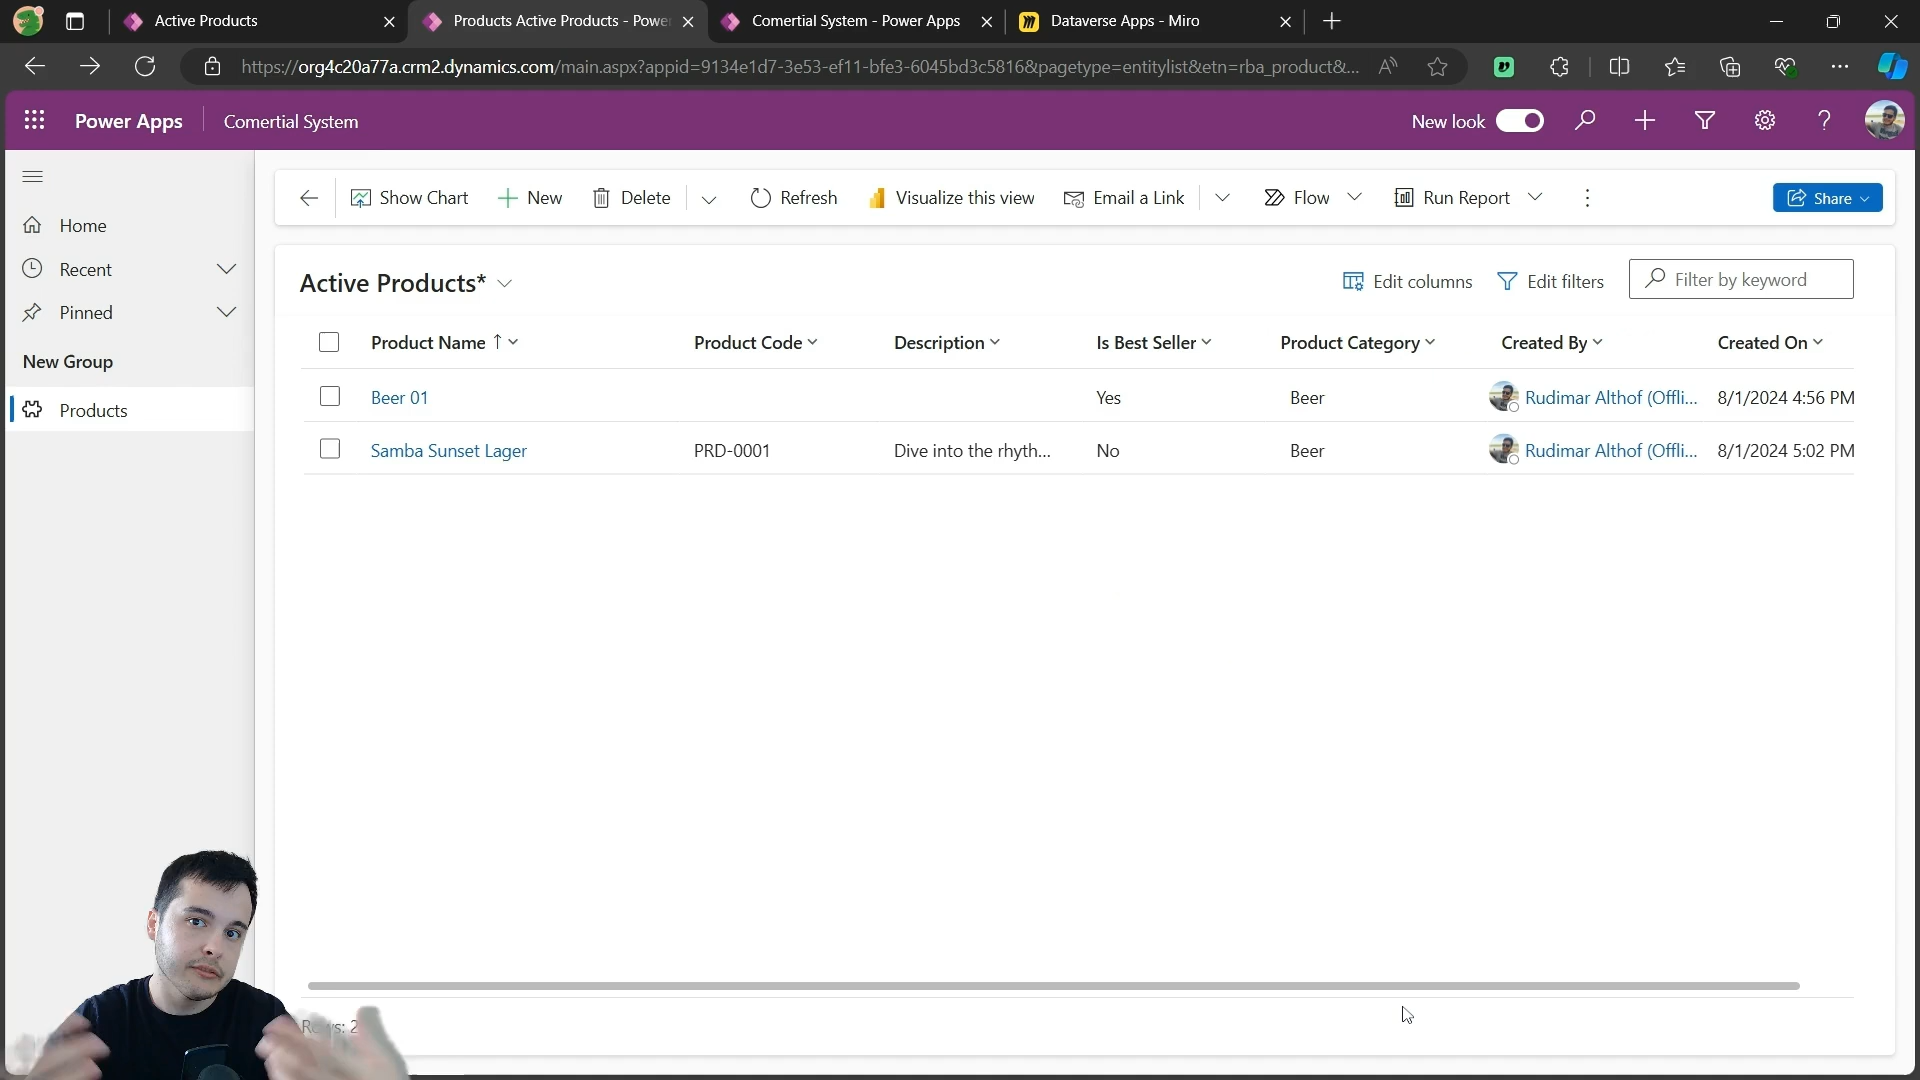 Active Products
Products Active Products - Power
Comertial System - Power Apps
Dataverse Apps - Miro
https://org4c20a77a.crm2.dynamics.com/main.aspx?appid=9134e1d7-3e53-ef11-bfe3-6045bd3c5816&pagetype=entitylist&etn=rba_product&...
Power Apps
Comertial System
New look
Home
Recent
Pinned
New Group
Products
Show Chart
New
Delete
Refresh
Visualize this view
Email a Link
Flow
Run Report
Share
Active Products*
Edit columns
Edit filters
Filter by keyword
Product Name Product Code Description Is Best Seller Product Category Created By Created On
Beer 01 Yes Beer Rudimar Althof (Offli... 8/1/2024 4:56 PM
Samba Sunset Lager PRD-0001 Dive into the rhyth... No Beer Rudimar Althof (Offli... 8/1/2024 5:02 PM
Rows: 2